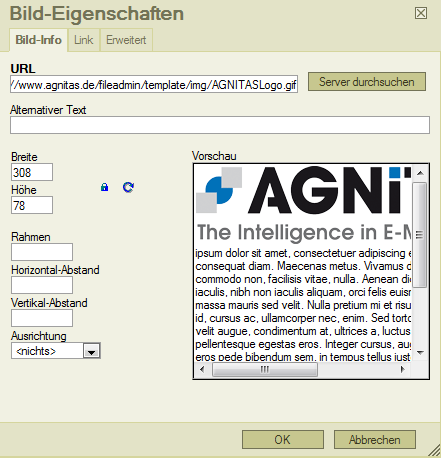 Bild-Eigenschaften
Bild-Info Link Erweitert
URL
//www.agnitas.de/fileadmin/template/img/AGNITASLogo.gif
Server durchsuchen
Alternativer Text
Breite
308
Höhe
78
Rahmen
Horizontal-Abstand
Vertikal-Abstand
Ausrichtung
<nichts>
Vorschau
AGNIT
The Intelligence in E-M
ipsum dolor sit amet, consectetuer adipiscing e
consequat diam. Maecenas metus. Vivamus d
commodo non, facilisis vitae, nulla. Aenean dic
iaculis, nibh non iaculis aliquam, orci felis euism
massa mauris sed velit. Nulla pretium mi et risu
id, cursus ac, ullamcorper nec, enim. Sed torto
velit augue, condimentum at, ultrices a, luctus
pellentesque egestas eros. Integer cursus, aug
eros pede bibendum sem, in tempus tellus just
OK Abbrechen